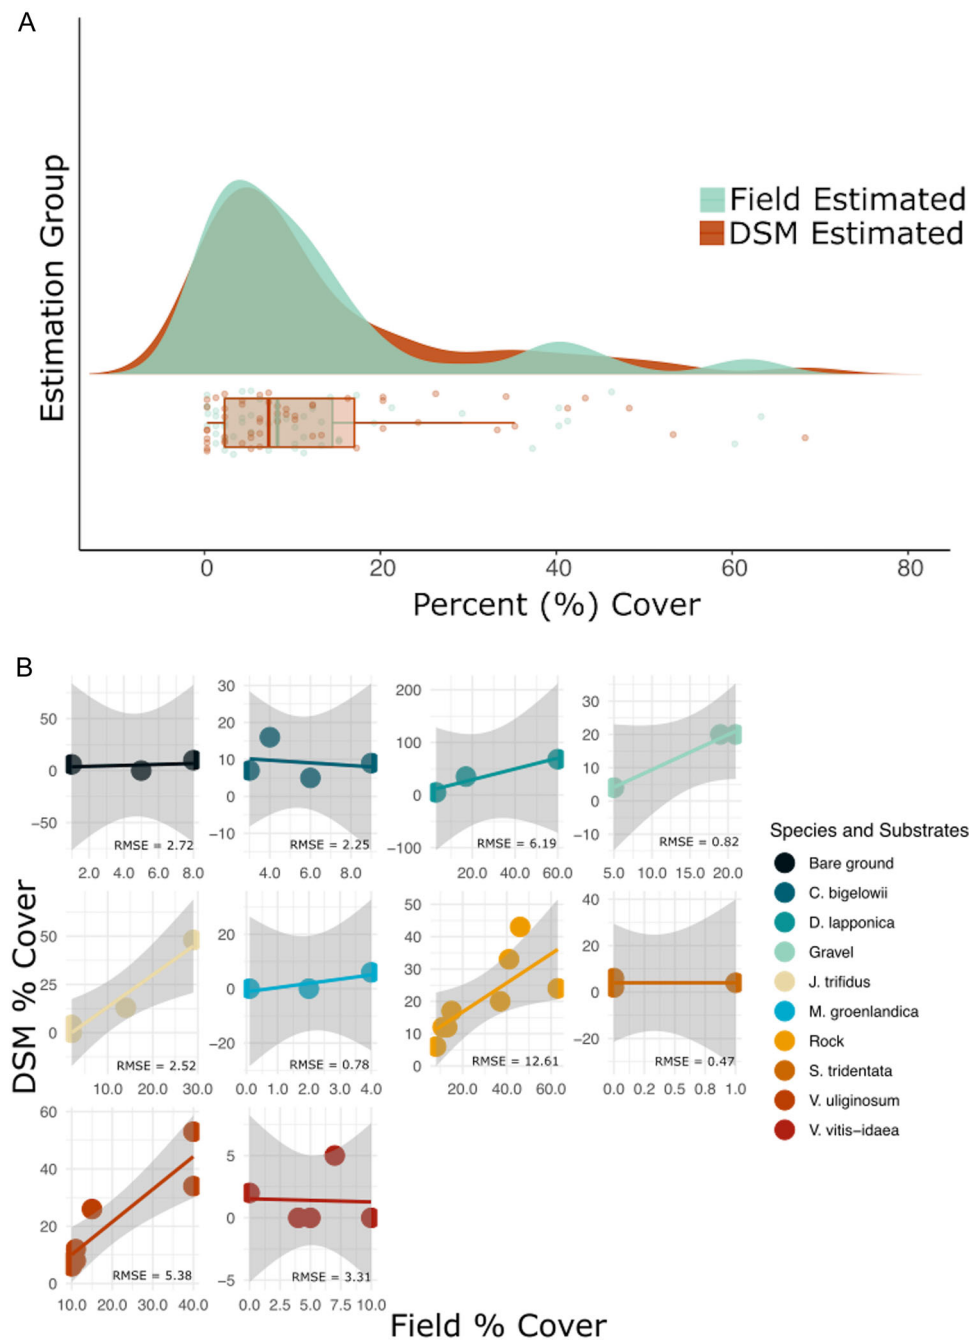 A
Estimation Group
Field Estimated
DSM Estimated
0 20 40 60 80
Percent (%) Cover
B
DSM % Cover
50
0
−50
RMSE = 2.72
2.0 4.0 6.0 8.0
30
20
10
0
−10
RMSE = 2.25
4.0 6.0 8.0
200
100
0
−100
RMSE = 6.19
20.0 40.0 60.0
30
20
10
0
−10
RMSE = 0.82
5.0 10.0 15.0 20.0
50
25
0
RMSE = 2.52
10.0 20.0 30.0
20
0
−20
RMSE = 0.78
0.0 1.0 2.0 3.0 4.0
50
40
30
20
10
0
RMSE = 12.61
20.0 40.0 60.0
40
20
0
−20
RMSE = 0.47
0.0 0.2 0.5 0.8 1.0
60
40
20
0
RMSE = 5.38
10.0 20.0 30.0 40.0
5
0
−5
RMSE = 3.31
0.0 2.5 5.0 7.5 10.0
Field % Cover
Species and Substrates
Bare ground
C. bigelowii
D. lapponica
Gravel
J. trifidus
M. groenlandica
Rock
S. tridentata
V. uliginosum
V. vitis−idaea